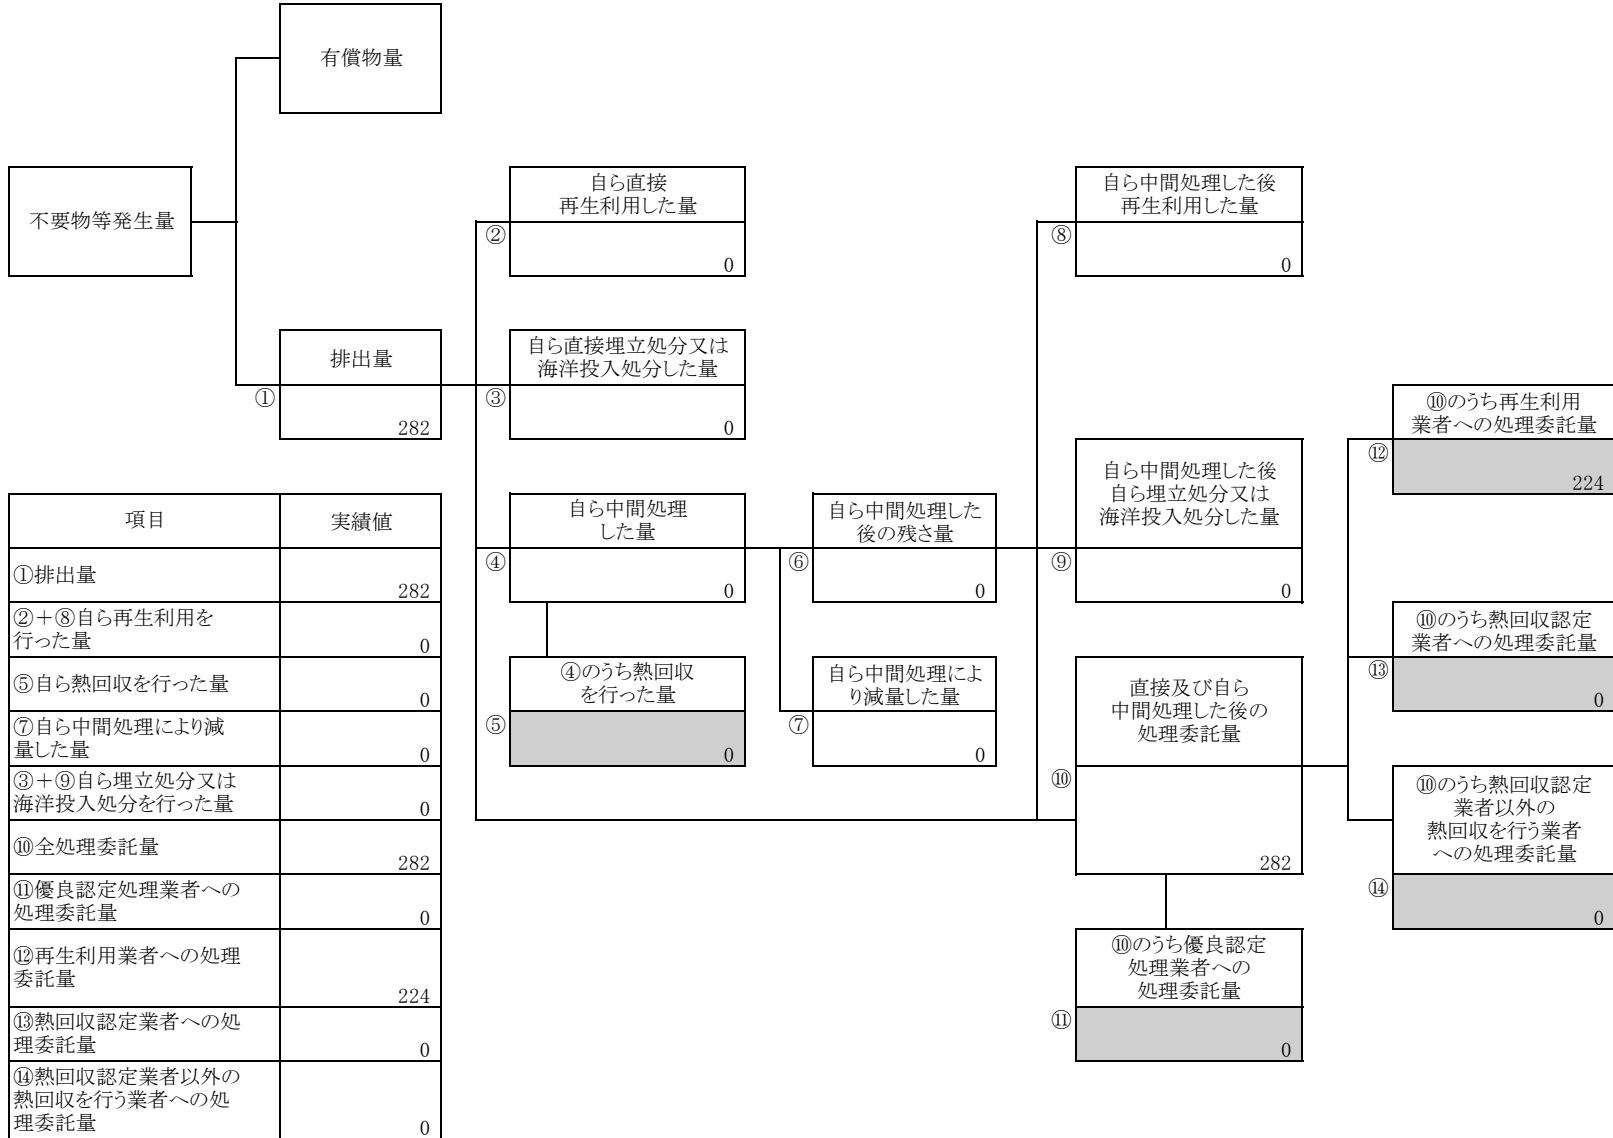 有償物量
不要物等発生量
自ら直接
再生利用した量
②
0
自ら中間処理した後
再生利用した量
⑧
0
排出量
①
282
自ら直接埋立処分又は
海洋投入処分した量
③
0
⑩のうち再生利用
業者への処理委託量
⑫
224
自ら中間処理した後
自ら埋立処分又は
海洋投入処分した量
⑨
0
自ら中間処理
した量
④
0
自ら中間処理した
後の残さ量
⑥
0
⑩のうち熱回収認定
業者への処理委託量
⑬
0
④のうち熱回収
を行った量
⑤
0
自ら中間処理によ
り減量した量
⑦
0
直接及び自ら
中間処理した後の
処理委託量
⑩
282
⑩のうち熱回収認定
業者以外の
熱回収を行う業者
への処理委託量
⑭
0
⑩のうち優良認定
処理業者への
処理委託量
⑪
0
項目
実績値
①排出量
282
②+⑧自ら再生利用を
行った量
0
⑤自ら熱回収を行った量
0
⑦自ら中間処理により減
量した量
0
③+⑨自ら埋立処分又は
海洋投入処分を行った量
0
⑩全処理委託量
282
⑪優良認定処理業者への
処理委託量
0
⑫再生利用業者への処理
委託量
224
⑬熱回収認定業者への処
理委託量
0
⑭熱回収認定業者以外の
熱回収を行う業者への処
理委託量
0